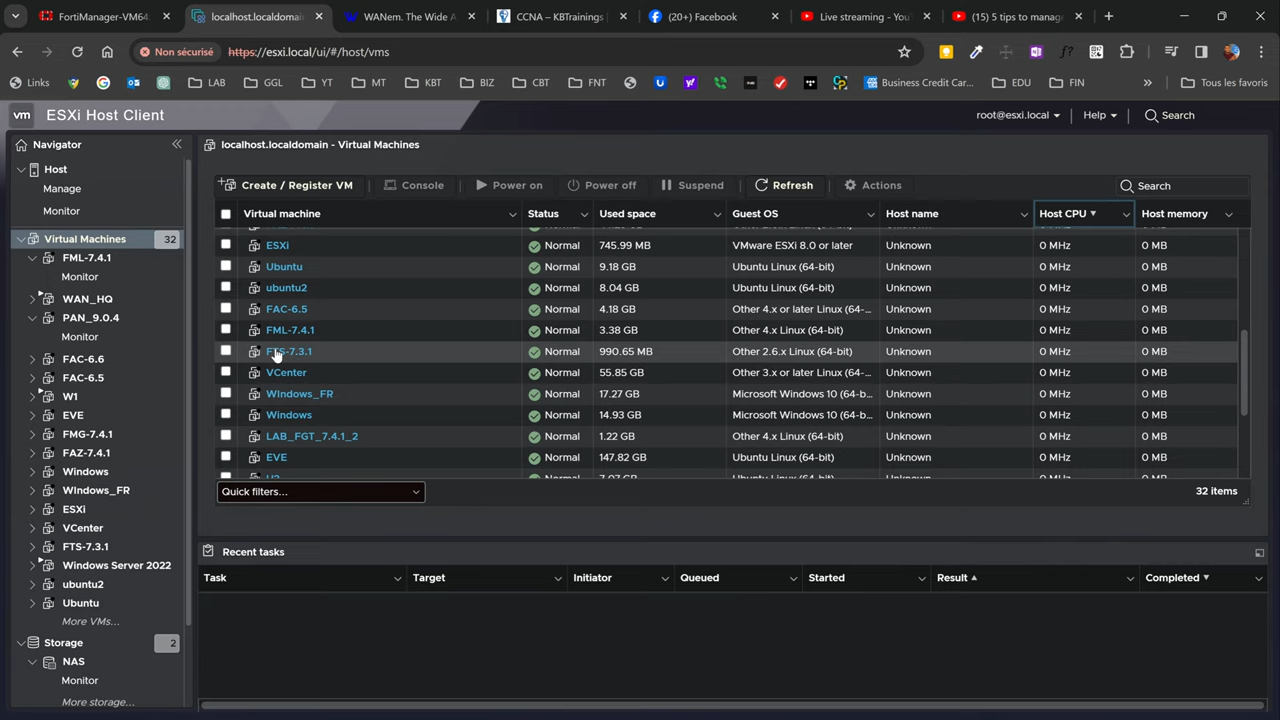 FortiManager-VM64
localhost.localdomain
WANem. The Wide A
CCNA – KBTrainings
(20+) Facebook
Live streaming - YouT
(15) 5 tips to manage
Non sécurisé
https://esxi.local/ui/#/host/vms
Links
LAB
GGL
YT
MT
KBT
BIZ
CBT
FNT
Business Credit Car...
EDU
FIN
Tous les favoris
vm
ESXi Host Client
root@esxi.local
Help
Search
Navigator
Host
Manage
Monitor
Virtual Machines
32
FML-7.4.1
Monitor
WAN_HQ
PAN_9.0.4
Monitor
FAC-6.6
FAC-6.5
W1
EVE
FMG-7.4.1
FAZ-7.4.1
Windows
WIndows_FR
ESXi
VCenter
FTS-7.3.1
Windows Server 2022
ubuntu2
Ubuntu
More VMs...
Storage
2
NAS
Monitor
More storage...
localhost.localdomain - Virtual Machines
Create / Register VM
Console
Power on
Power off
Suspend
Refresh
Actions
Search
Virtual machine Status Used space Guest OS Host name Host CPU Host memory
ESXi Normal 745.99 MB VMware ESXi 8.0 or later Unknown 0 MHz 0 MB
Ubuntu Normal 9.18 GB Ubuntu Linux (64-bit) Unknown 0 MHz 0 MB
ubuntu2 Normal 8.04 GB Ubuntu Linux (64-bit) Unknown 0 MHz 0 MB
FAC-6.5 Normal 4.18 GB Other 4.x or later Linux (64-... Unknown 0 MHz 0 MB
FML-7.4.1 Normal 3.38 GB Other 4.x Linux (64-bit) Unknown 0 MHz 0 MB
FTS-7.3.1 Normal 990.65 MB Other 2.6.x Linux (64-bit) Unknown 0 MHz 0 MB
VCenter Normal 55.85 GB Other 3.x or later Linux (64-... Unknown 0 MHz 0 MB
WIndows_FR Normal 17.27 GB Microsoft Windows 10 (64-b... Unknown 0 MHz 0 MB
Windows Normal 14.93 GB Microsoft Windows 10 (64-b... Unknown 0 MHz 0 MB
LAB_FGT_7.4.1_2 Normal 1.22 GB Other 4.x Linux (64-bit) Unknown 0 MHz 0 MB
EVE Normal 147.82 GB Ubuntu Linux (64-bit) Unknown 0 MHz 0 MB
Quick filters...
32 items
Recent tasks
Task Target Initiator Queued Started Result Completed